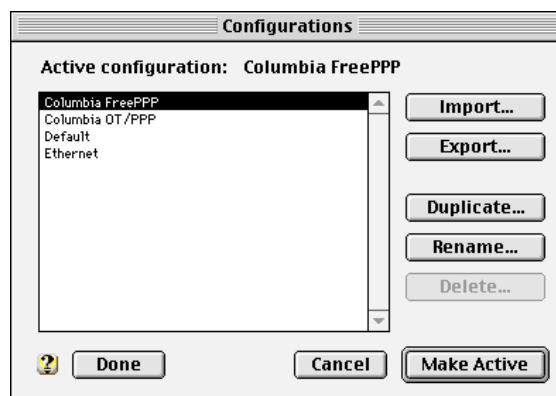 Configurations
Active configuration: Columbia FreePPP
Columbia FreePPP
Columbia OT/PPP
Default
Ethernet
Import...
Export...
Duplicate...
Rename...
Delete...
?
Done
Cancel
Make Active